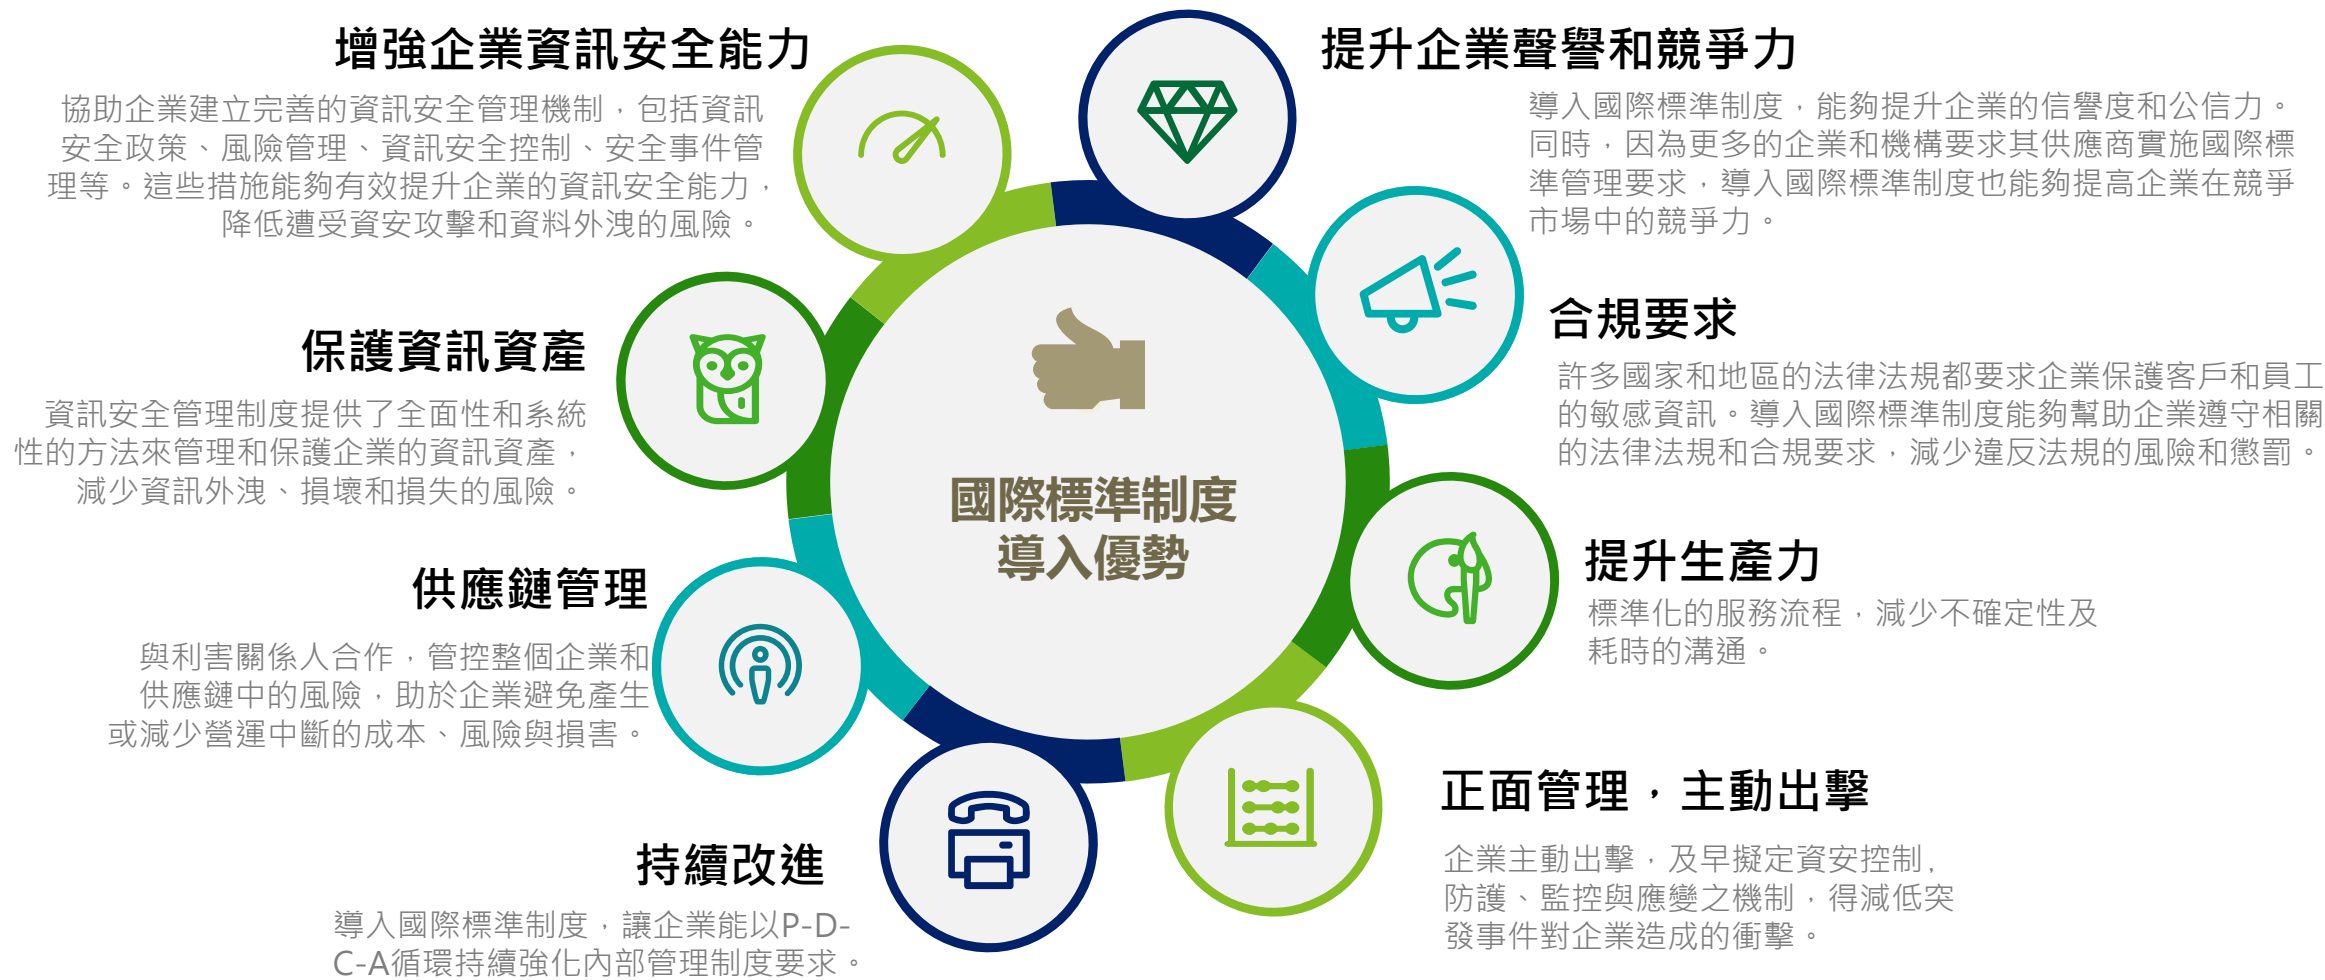 增強企業資訊安全能力
協助企業建立完善的資訊安全管理機制，包括資訊
安全政策、風險管理、資訊安全控制、安全事件管
理等。這些措施能夠有效提升企業的資訊安全能力，
降低遭受資安攻擊和資料外洩的風險。
提升企業聲譽和競爭力
導入國際標準制度，能夠提升企業的信譽度和公信力。
同時，因為更多的企業和機構要求其供應商實施國際標
準管理要求，導入國際標準制度也能夠提高企業在競爭
市場中的競爭力。
合規要求
許多國家和地區的法律法規都要求企業保護客戶和員工
的敏感資訊。導入國際標準制度能夠幫助企業遵守相關
的法律法規和合規要求，減少違反法規的風險和懲罰。
提升生產力
標準化的服務流程，減少不確定性及
耗時的溝通。
正面管理，主動出擊
企業主動出擊，及早擬定資安控制,
防護、監控與應變之機制，得減低突
發事件對企業造成的衝擊。
持續改進
導入國際標準制度，讓企業能以P-D-
C-A循環持續強化內部管理制度要求。
供應鏈管理
與利害關係人合作，管控整個企業和
供應鏈中的風險，助於企業避免產生
或減少營運中斷的成本、風險與損害。
保護資訊資產
資訊安全管理制度提供了全面性和系統
性的方法來管理和保護企業的資訊資產，
減少資訊外洩、損壞和損失的風險。
國際標準制度
導入優勢